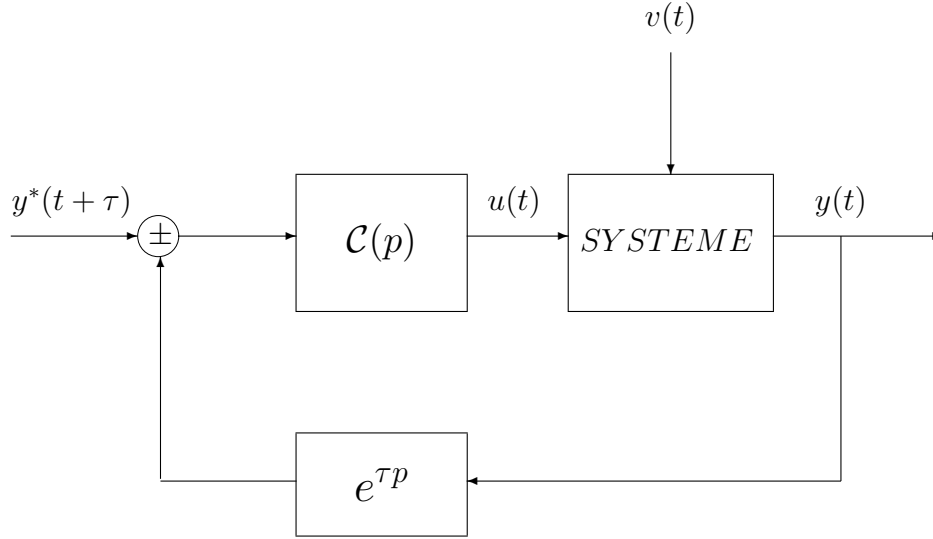 v(t)
y*(t + τ)
±
C(p)
u(t)
SYSTEME
y(t)
e^{τp}